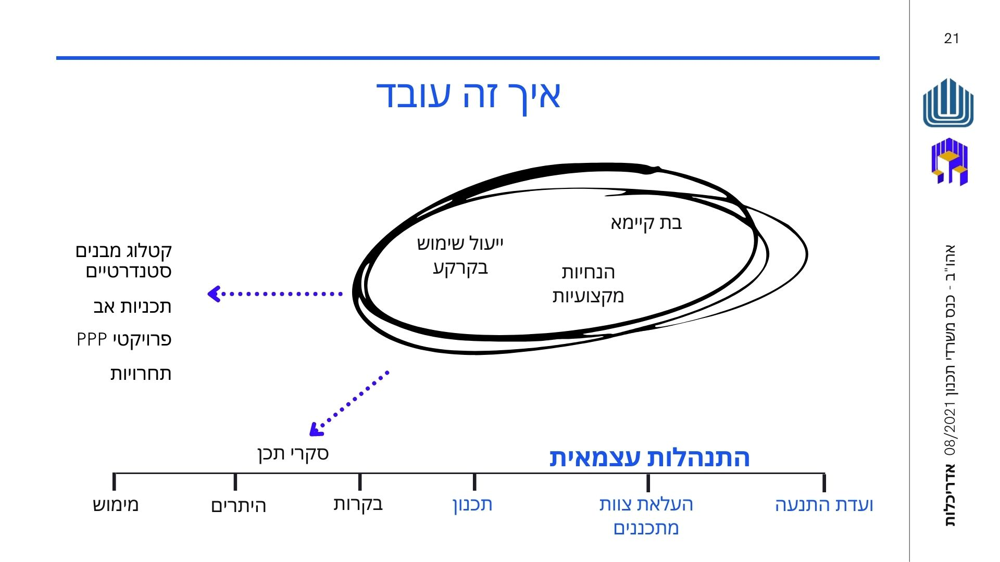 21
איך זה עובד
בת קיימא
ייעול שימוש
בקרקע
הנחיות
מקצועיות
קטלוג מבנים
סטנדרטיים
תכניות אב
פרויקטי PPP
תחרויות
סקרי תכן
התנהלות עצמאית
ועדת התנעה
העלאת צוות
מתכננים
תכנון
בקרות
היתרים
מימוש
אדריכלות 08/2021 אהו"ב - כנס משרדי תכנון